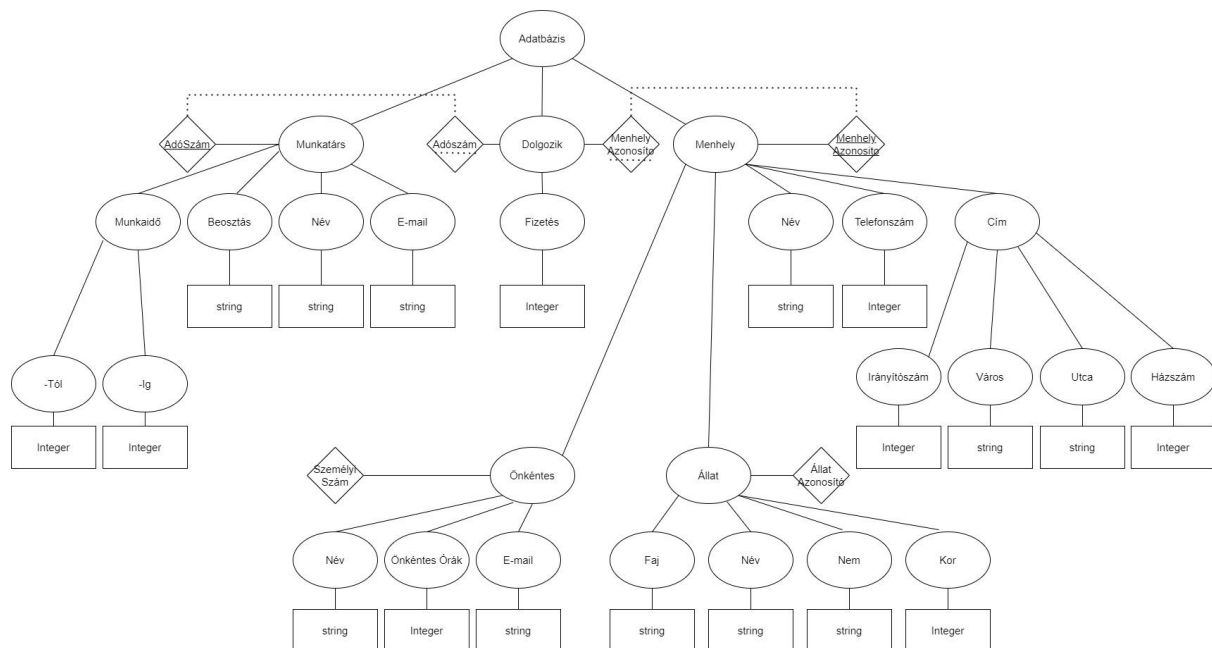 Adatbázis
AdóSzám
Munkatárs
Adószám
Dolgozik
Menhely
Azonosíto
Menhely
Menhely
Azonosito
Munkaidő
Beosztás
Név
E-mail
Fizetés
Név
Telefonszám
Cím
string
string
string
Integer
string
Integer
-Tól
-Ig
Irányítószám
Város
Utca
Házszám
Integer
Integer
Integer
string
string
Integer
Személyi
Szám
Önkéntes
Állat
Állat
Azonosító
Név
Önkéntes Órák
E-mail
Faj
Név
Nem
Kor
string
Integer
string
string
string
string
Integer